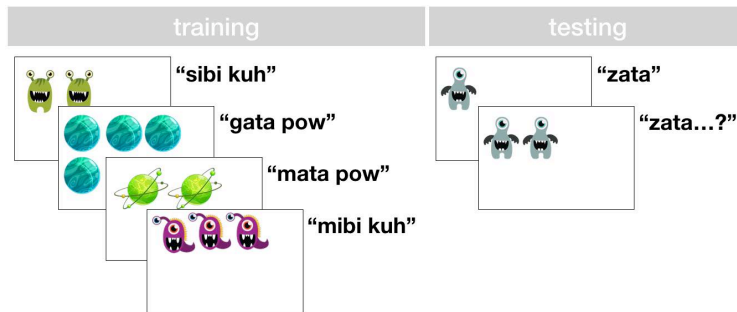 training
testing
“sibi kuh”
“gata pow”
“mata pow”
“mibi kuh”
“zata”
“zata…?”